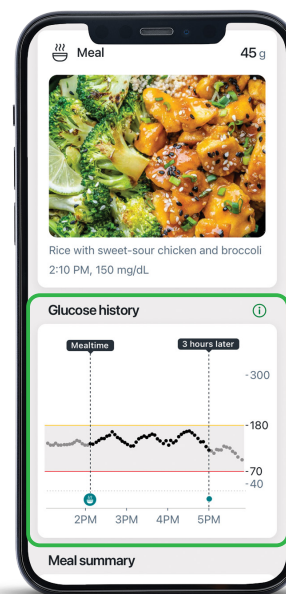 Meal 45 g
Rice with sweet-sour chicken and broccoli
2:10 PM, 150 mg/dL
Glucose history
Mealtime 3 hours later
300
180
70
40
2PM 3PM 4PM 5PM
Meal summary